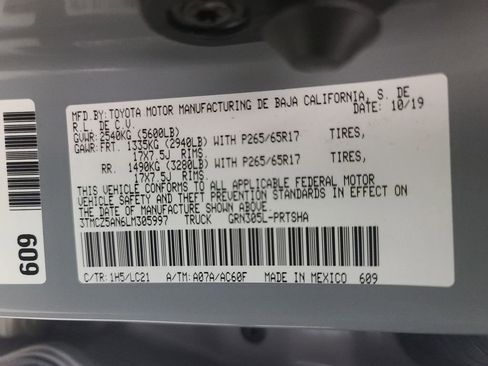 MFD.BY:TOYOTA MOTOR MANUFACTURING DE BAJA CALIFORNIA, S. DE
R.L. DE C.V. DATE: 10/19
GVWR: 2540KG (5600LB)
GAWR: FRT. 1335KG (2940LB) WITH P265/65R17 TIRES,
17X7.5J RIMS
RR. 1490KG (3280LB) WITH P265/65R17 TIRES,
17X7.5J RIMS
THIS VEHICLE CONFORMS TO ALL APPLICABLE FEDERAL MOTOR
VEHICLE SAFETY AND THEFT PREVENTION STANDARDS IN EFFECT ON
THE DATE OF MANUFACTURE SHOWN ABOVE.
3TMCZ5AN6LM305997 TRUCK GRN305L-PRTSHA
C/TR: 1H5/LC21 A/TM: A07A/AC60F MADE IN MEXICO 609
609